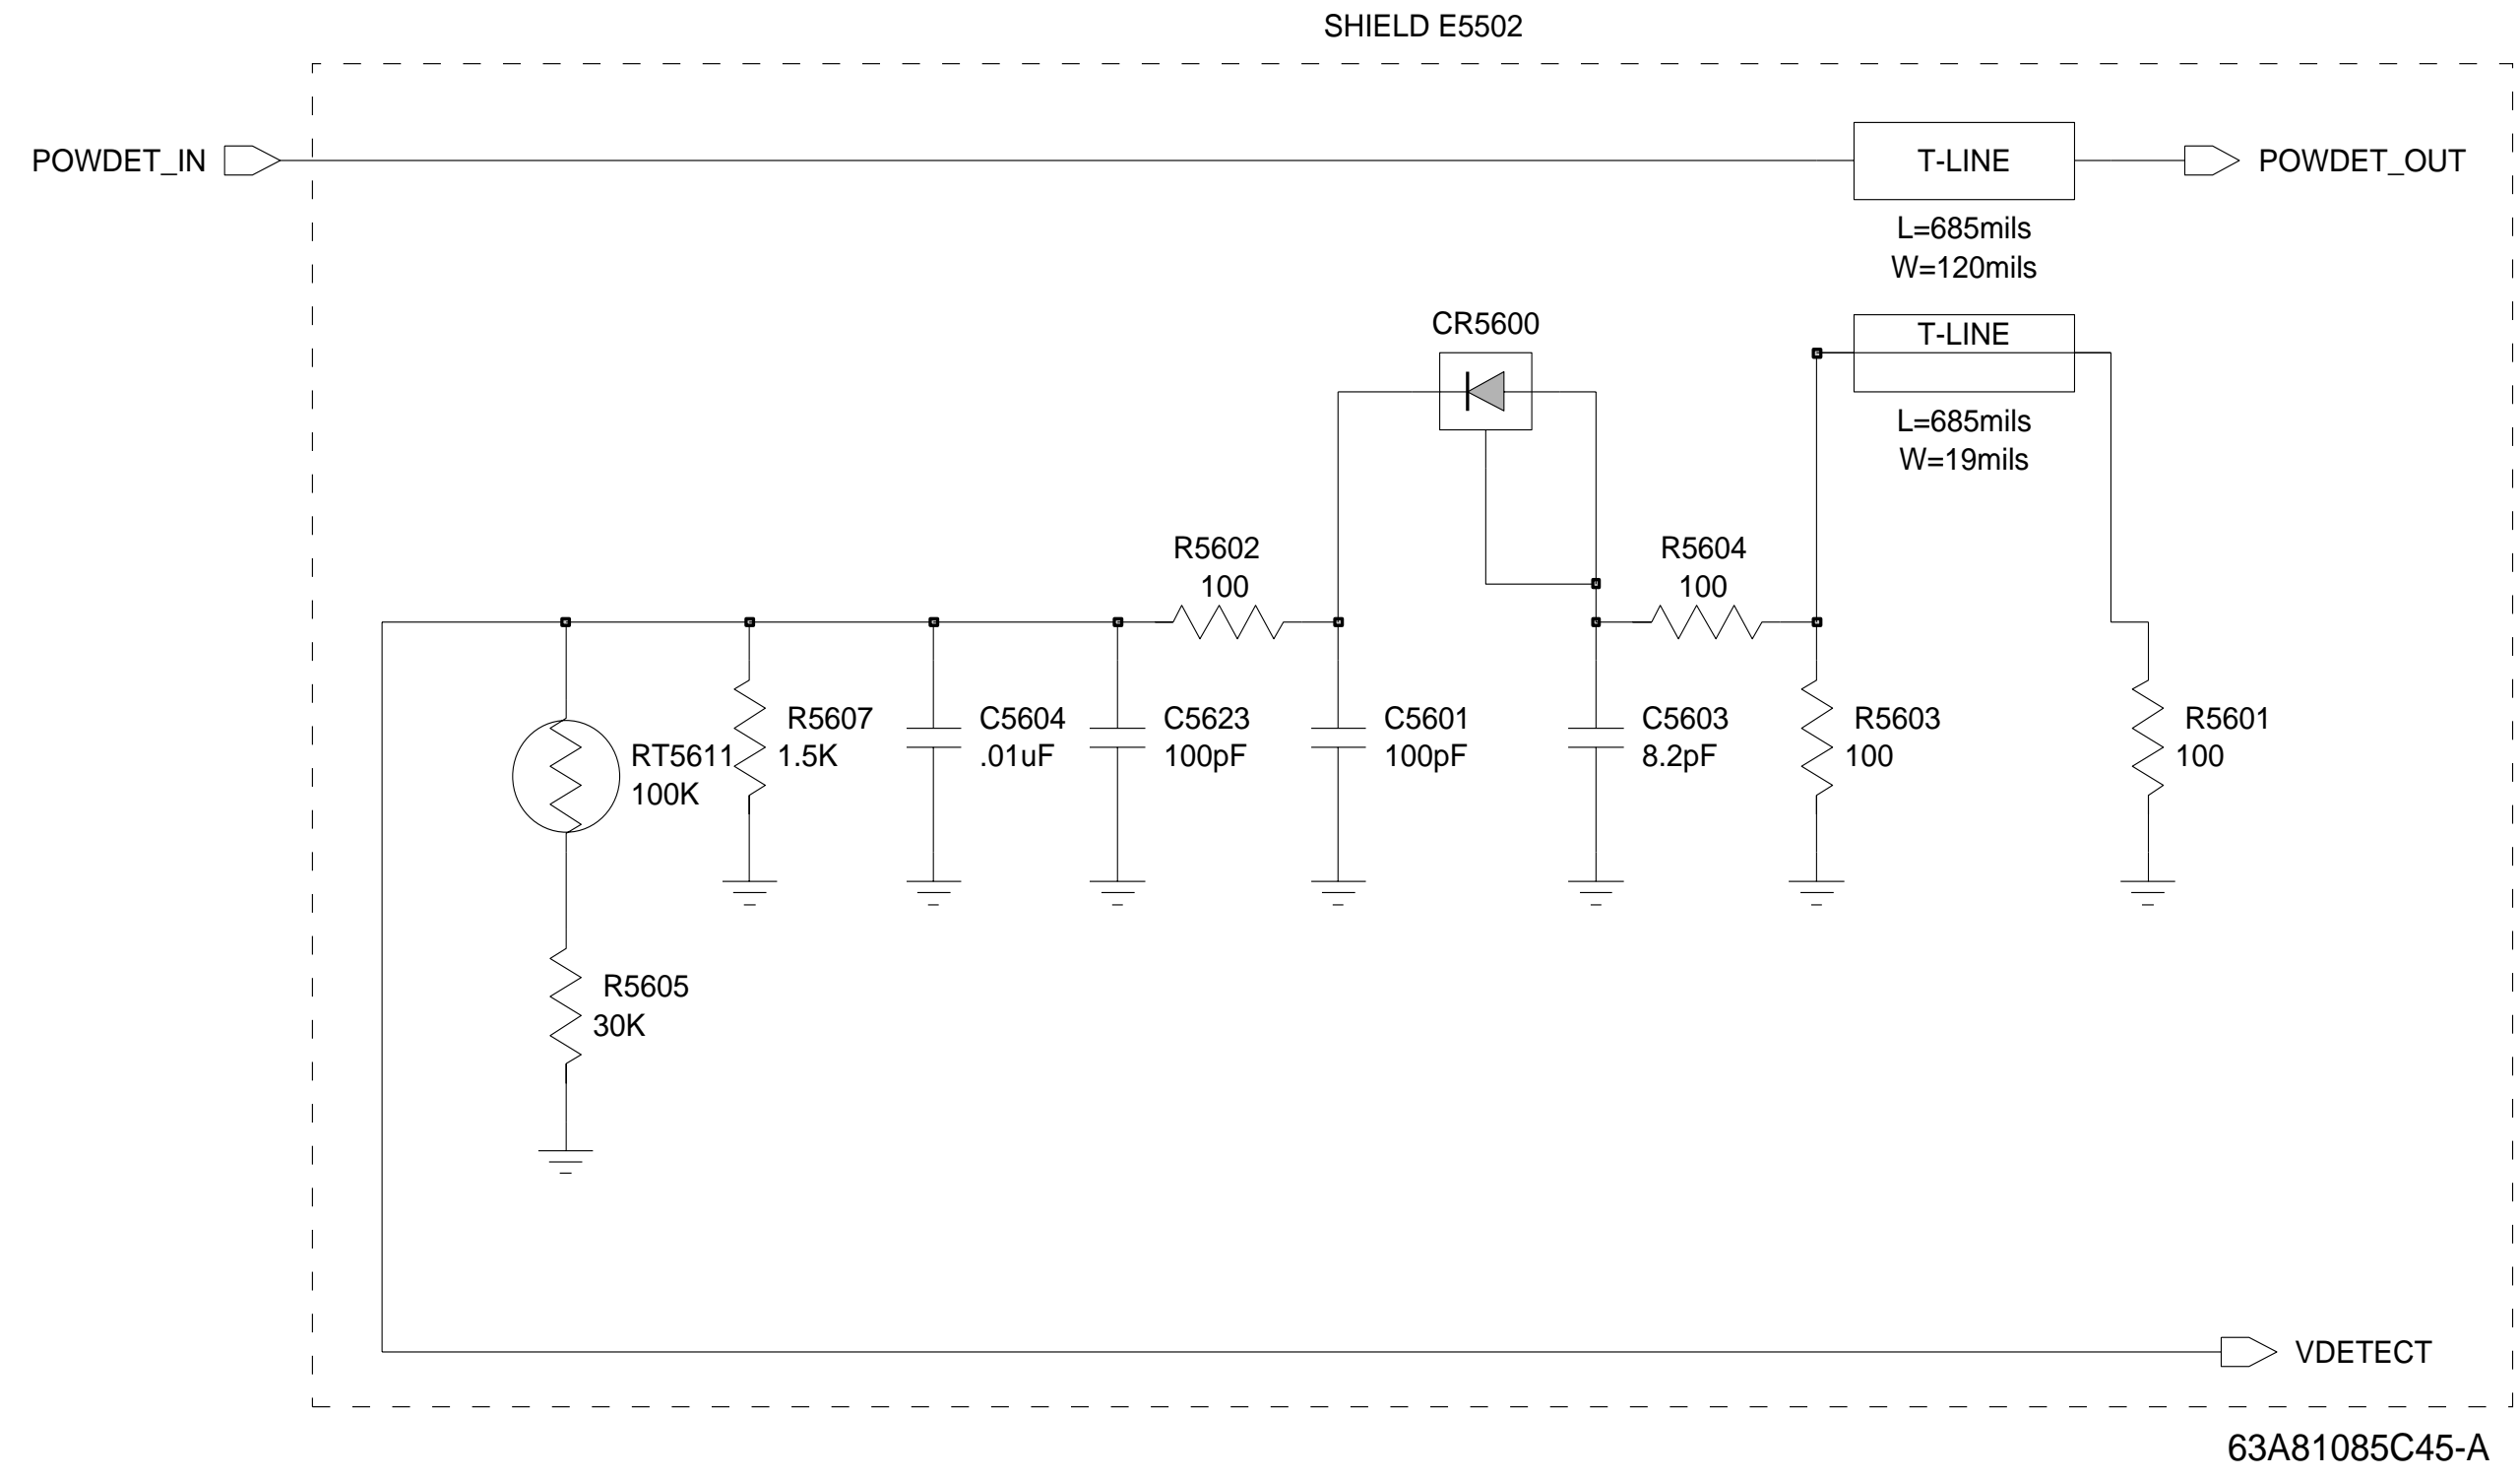 SHIELD E5502
POWDET_IN
T-LINE
POWDET_OUT
L=685mils
W=120mils
CR5600
T-LINE
L=685mils
W=19mils
R5602
100
R5604
100
RT5611
100K
R5607
1.5K
C5604
.01uF
C5623
100pF
C5601
100pF
C5603
8.2pF
R5603
100
R5601
100
R5605
30K
VDETECT
63A81085C45-A